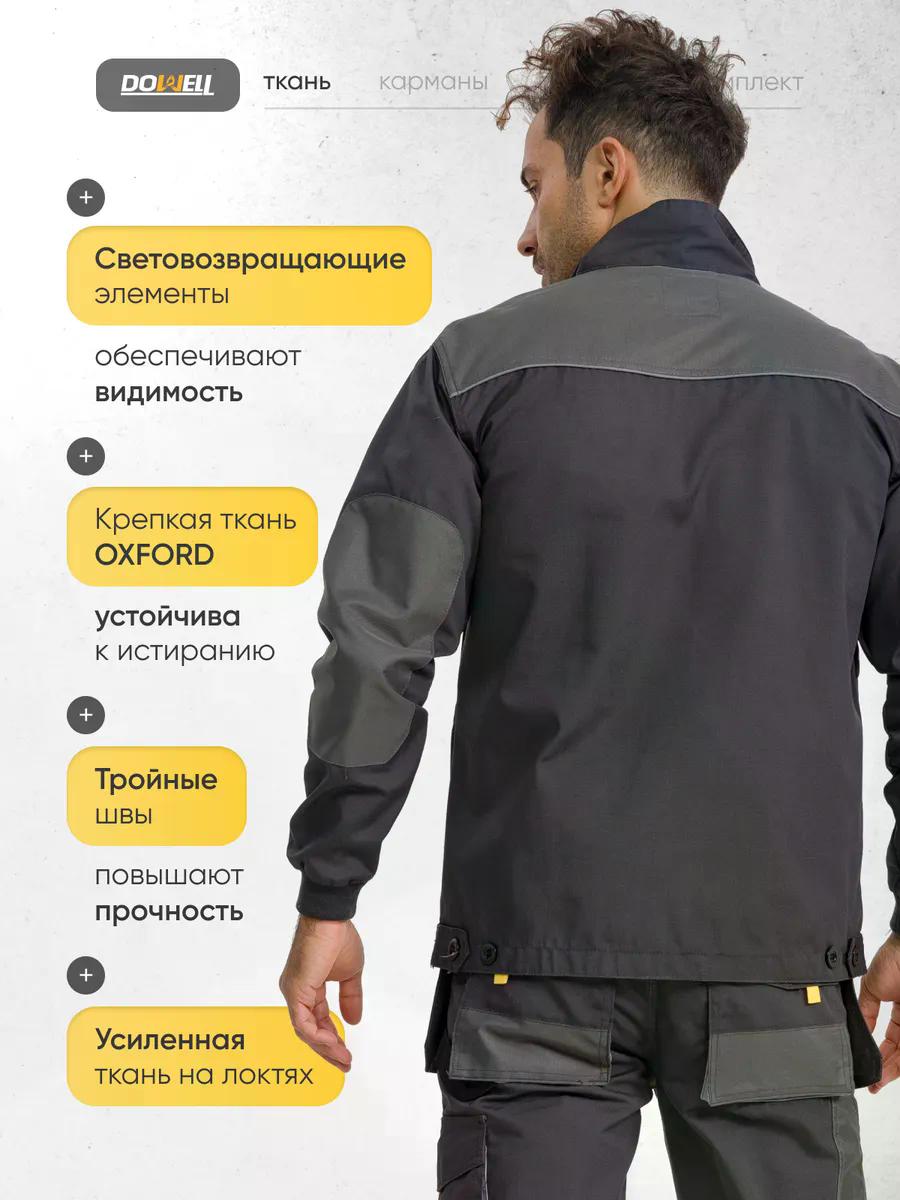 DOWELL ткань карманы
+
Световозвращающие
элементы
обеспечивают
видимость
+
Крепкая ткань
OXFORD
устойчива
к истиранию
+
Тройные
швы
повышают
прочность
+
Усиленная
ткань на локтях